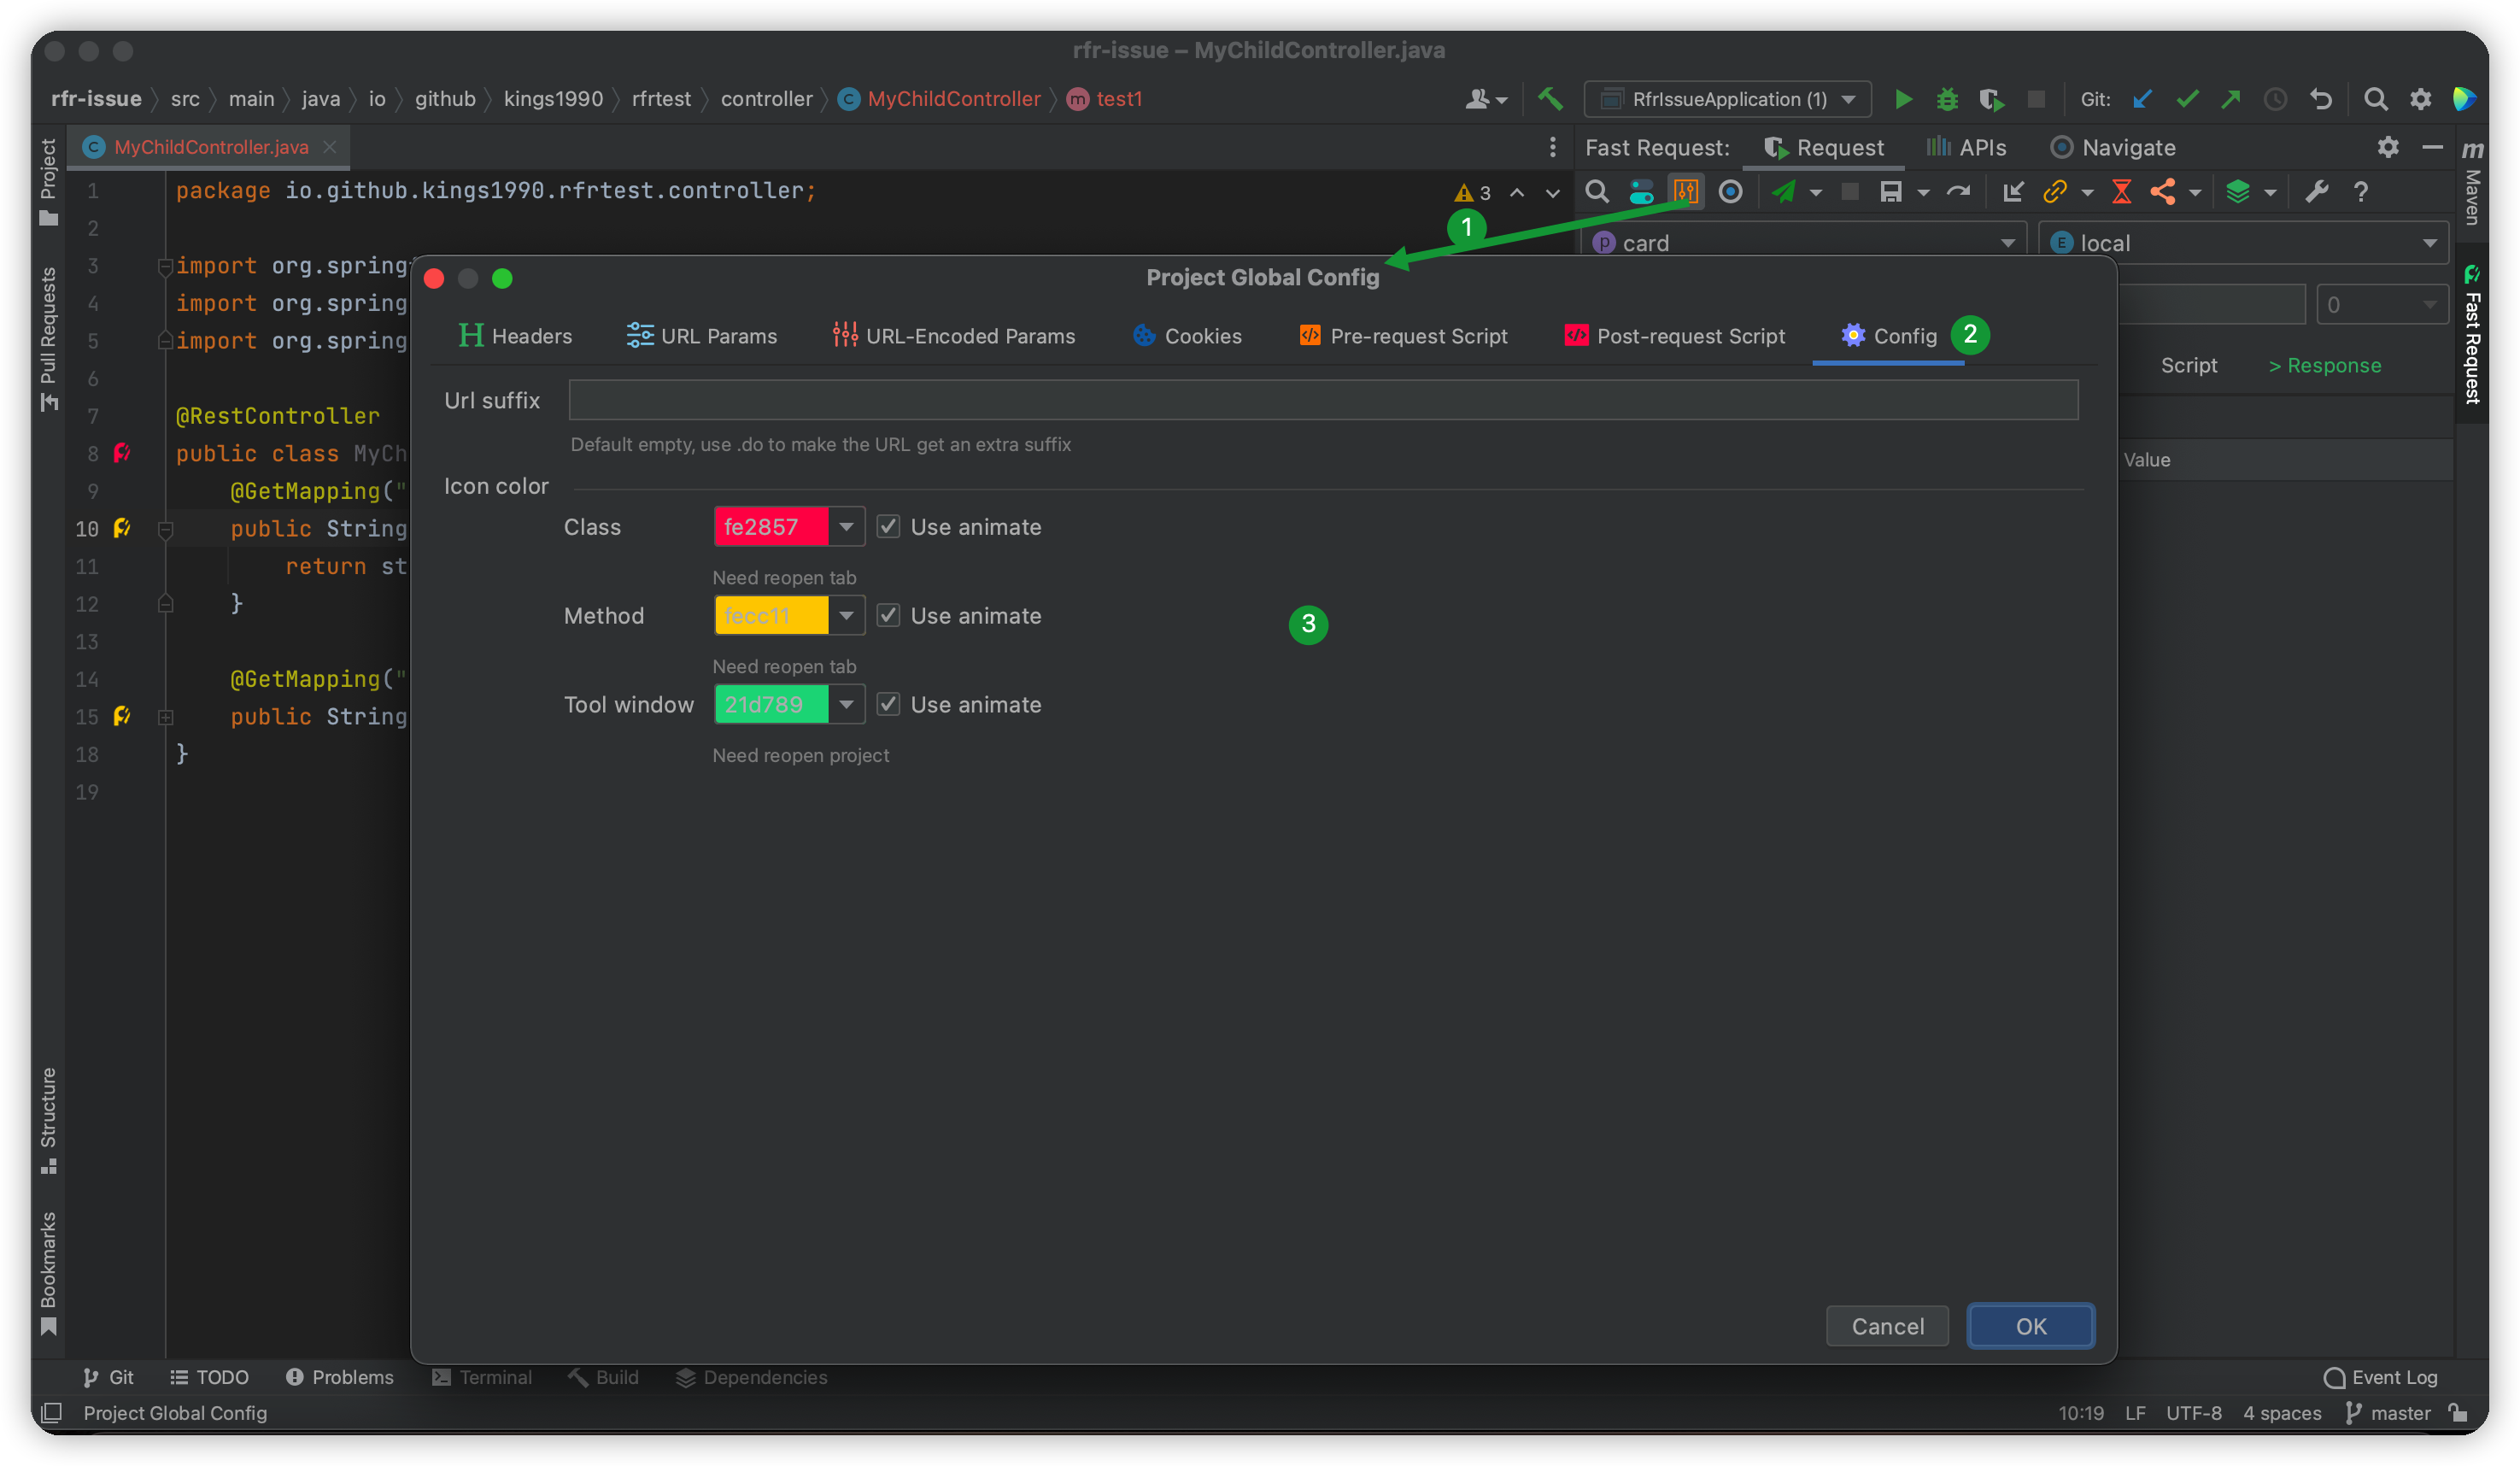 rfr-issue – MyChildController.java
rfr-issue src main java io github kings1990 rfrtest controller C MyChildController m test1
RfrIssueApplication (1)
Git:
Project
Pull Requests
Structure
Bookmarks
C MyChildController.java
Fast Request: Request APIs Navigate
m Maven
Fast Request
1 package io.github.kings1990.rfrtest.controller;
3
2
3 import org.spring
4 import org.spring
5 import org.spring
6
7 @RestController
8 public class MyCh
9 @GetMapping("
10 public String
11 return st
12 }
13
14 @GetMapping("
15 public String
18 }
19
1
p card
E local
0
Script
> Response
Value
Project Global Config
H Headers
URL Params
URL-Encoded Params
Cookies
Pre-request Script
Post-request Script
Config
2
Url suffix
Default empty, use .do to make the URL get an extra suffix
Icon color
Class fe2857 Use animate
Need reopen tab
Method fecc11 Use animate
3
Need reopen tab
Tool window 21d789 Use animate
Need reopen project
Cancel
OK
Git TODO Problems Terminal Build Dependencies
Event Log
Project Global Config
10:19 LF UTF-8 4 spaces master